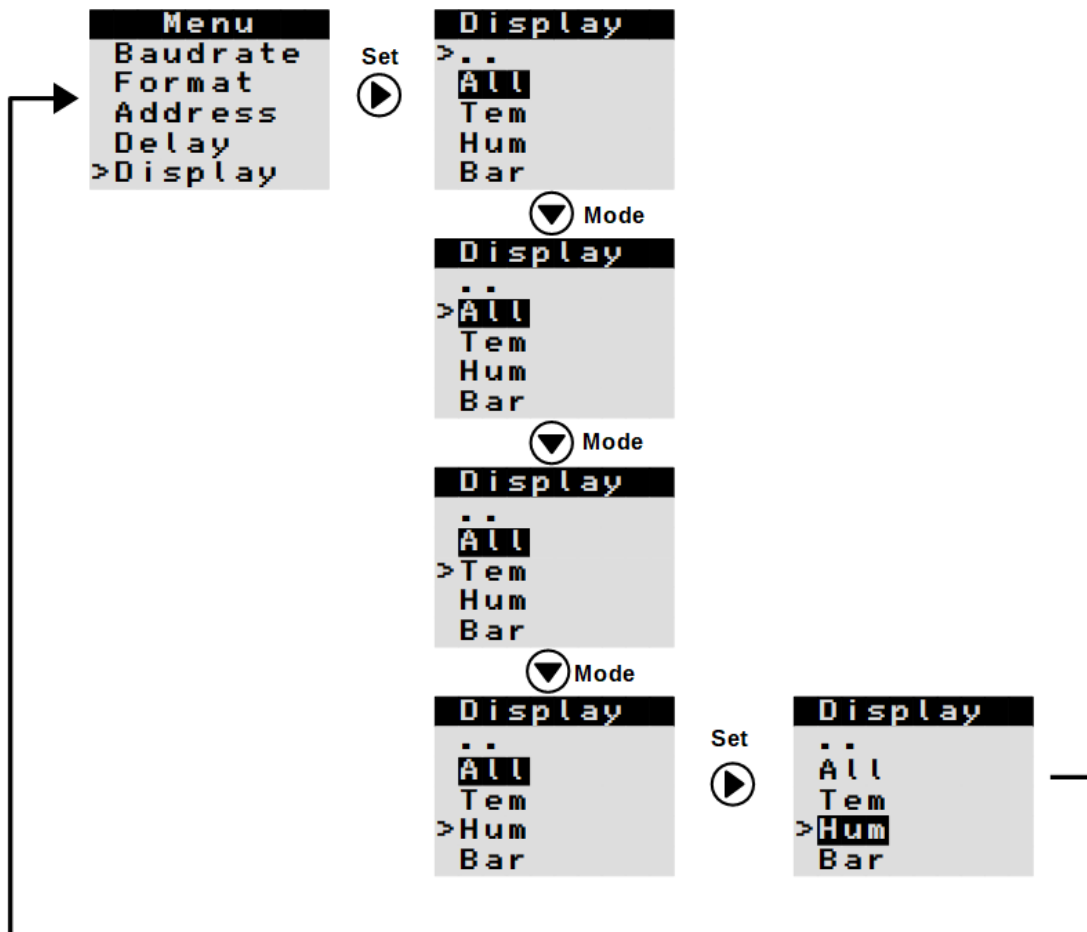 Menu
Baudrate
Format
Address
Delay
>Display
Set
Display
>..
All
Tem
Hum
Bar
Mode
Display
..
>All
Tem
Hum
Bar
Mode
Display
..
All
>Tem
Hum
Bar
Mode
Display
..
All
Tem
>Hum
Bar
Set
Display
..
All
Tem
>Hum
Bar